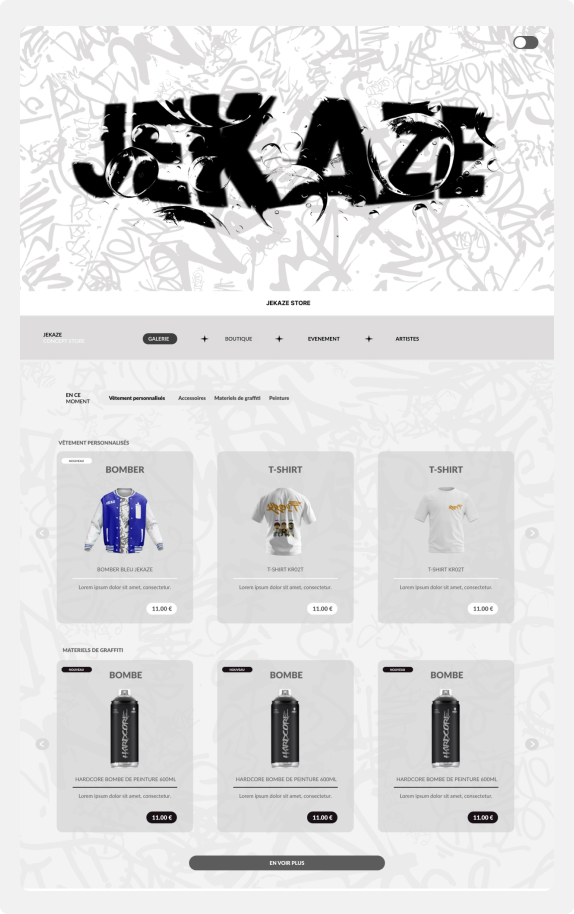 JEKAZE
JEKAZE STORE
JEKAZE
CONCEPT STORE
GALERIE
BOUTIQUE
EVENEMENT
ARTISTES
EN CE
MOMENT
Vêtement personnalisés
Accessoires
Materiels de graffiti
Peinture
VÊTEMENT PERSONNALISÉS
NOUVEAU
BOMBER
BOMBER BLEU JEKAZE
Lorem ipsum dolor sit amet, consectetur.
11.00 €
T-SHIRT
T-SHIRT KR02T
Lorem ipsum dolor sit amet, consectetur.
11.00 €
T-SHIRT
T-SHIRT KR02T
Lorem ipsum dolor sit amet, consectetur.
11.00 €
MATERIELS DE GRAFFITI
NOUVEAU
BOMBE
HARDCORE
HARDCORE BOMBE DE PEINTURE 600ML
Lorem ipsum dolor sit amet, consectetur.
11.00 €
NOUVEAU
BOMBE
HARDCORE
HARDCORE BOMBE DE PEINTURE 600ML
Lorem ipsum dolor sit amet, consectetur.
11.00 €
NOUVEAU
BOMBE
HARDCORE
HARDCORE BOMBE DE PEINTURE 600ML
Lorem ipsum dolor sit amet, consectetur.
11.00 €
EN VOIR PLUS